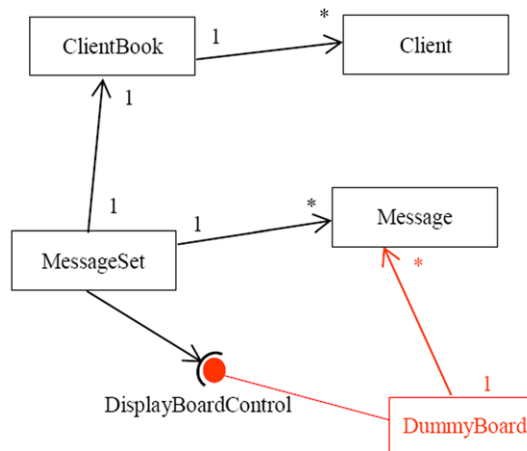 ClientBook
1
*
Client
1
1
1
*
Message
MessageSet
*
DisplayBoardControl
1
DummyBoard